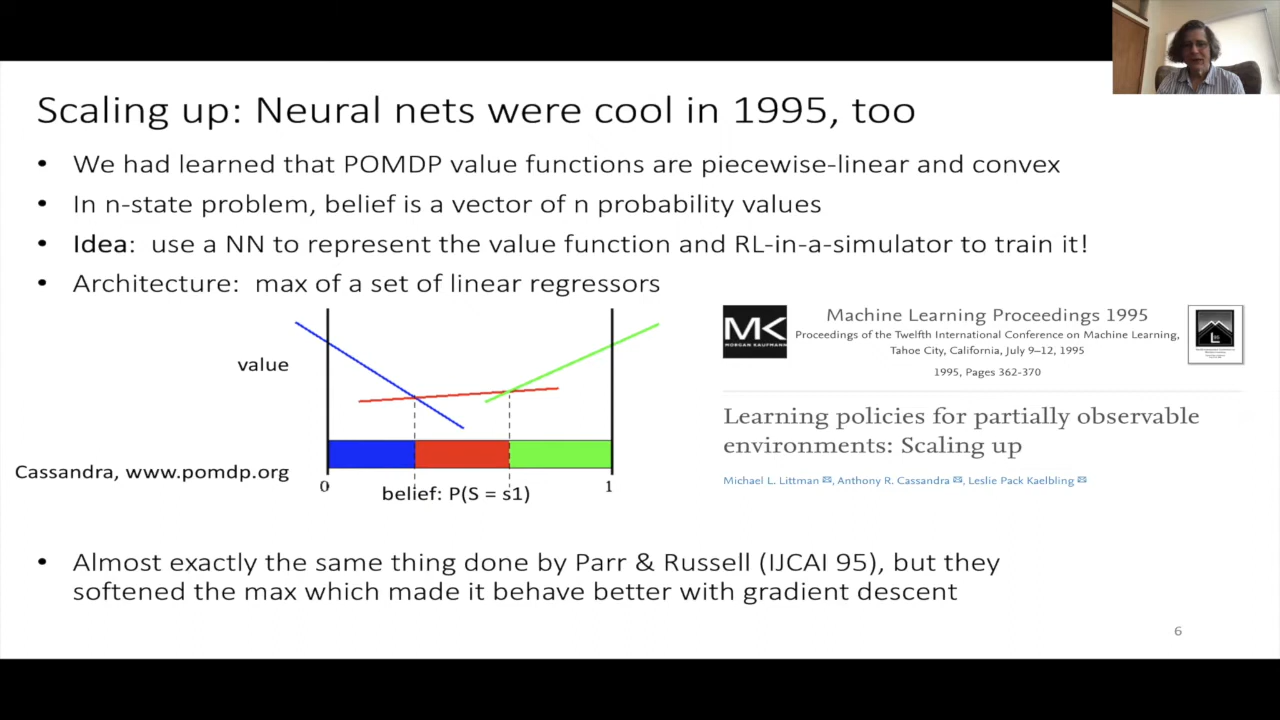 Scaling up: Neural nets were cool in 1995, too
• We had learned that POMDP value functions are piecewise-linear and convex
• In n-state problem, belief is a vector of n probability values
• Idea: use a NN to represent the value function and RL-in-a-simulator to train it!
• Architecture: max of a set of linear regressors
value
Cassandra, www.pomdp.org
0
1
belief: P(S = s1)
MK
MORGAN KAUFMANN
Machine Learning Proceedings 1995
Proceedings of the Twelfth International Conference on Machine Learning,
Tahoe City, California, July 9–12, 1995
1995, Pages 362-370
Learning policies for partially observable
environments: Scaling up
Michael L. Littman ✉, Anthony R. Cassandra ✉, Leslie Pack Kaelbling ✉
• Almost exactly the same thing done by Parr & Russell (IJCAI 95), but they
softened the max which made it behave better with gradient descent
6